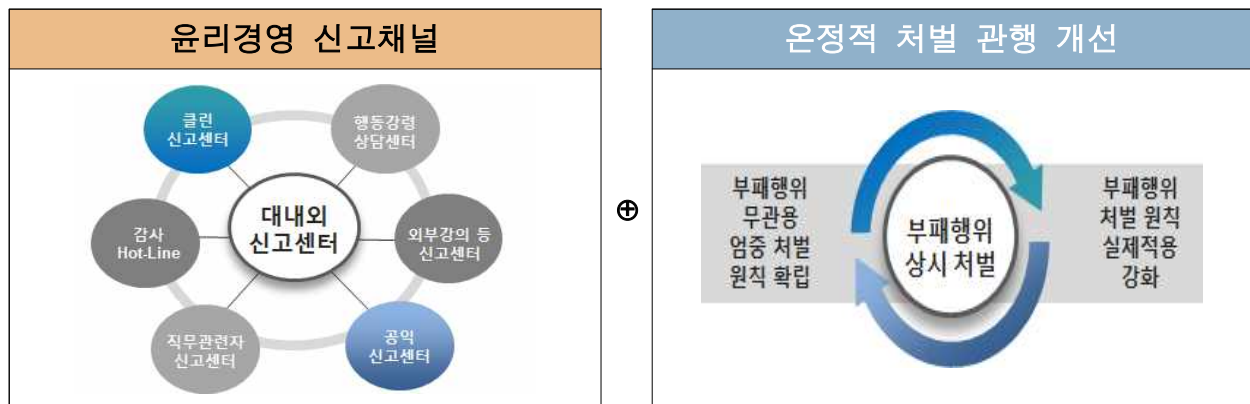 윤리경영 신고채널
클린
신고센터
행동강령
상담센터
감사
Hot-Line
대내외
신고센터
외부강의 등
신고센터
직무관련자
신고센터
공익
신고센터
⊕
온정적 처벌 관행 개선
부패행위
무관용
엄중 처벌
원칙 확립
부패행위
상시 처벌
부패행위
처벌 원칙
실제적용
강화